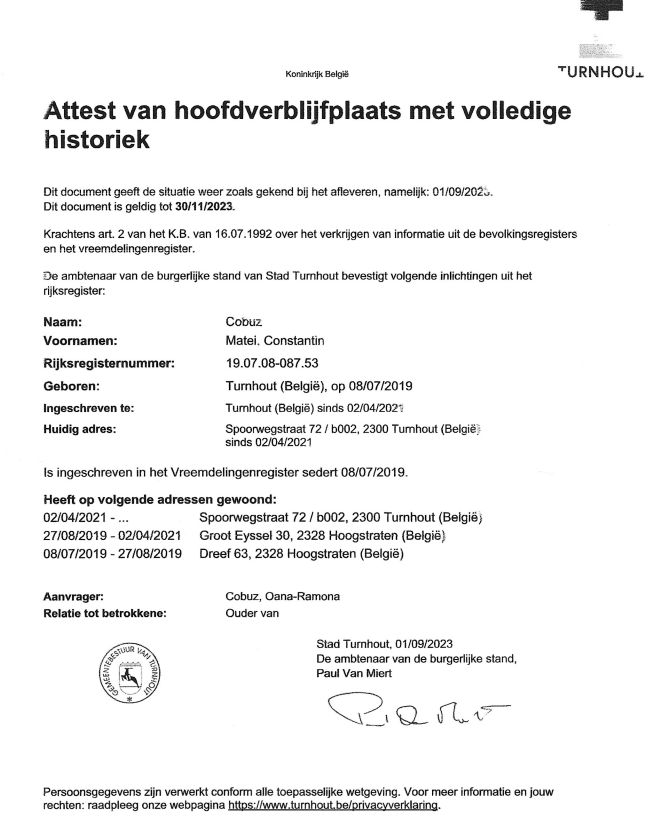 TURNHOUT
Koninkrijk België
Attest van hoofdverblijfplaats met volledige
historiek
Dit document geeft de situatie weer zoals gekend bij het afleveren, namelijk: 01/09/2023.
Dit document is geldig tot 30/11/2023.
Krachtens art. 2 van het K.B. van 16.07.1992 over het verkrijgen van informatie uit de bevolkingsregisters
en het vreemdelingenregister.
De ambtenaar van de burgerlijke stand van Stad Turnhout bevestigt volgende inlichtingen uit het
rijksregister:
Naam: Cobuz
Voornamen: Matei, Constantin
Rijksregisternummer: 19.07.08-087.53
Geboren: Turnhout (België), op 08/07/2019
Ingeschreven te: Turnhout (België) sinds 02/04/2021
Huidig adres: Spoorwegstraat 72 / b002, 2300 Turnhout (België)
sinds 02/04/2021
Is ingeschreven in het Vreemdelingenregister sedert 08/07/2019.
Heeft op volgende adressen gewoond:
02/04/2021 - ... Spoorwegstraat 72 / b002, 2300 Turnhout (België)
27/08/2019 - 02/04/2021 Groot Eyssel 30, 2328 Hoogstraten (België)
08/07/2019 - 27/08/2019 Dreef 63, 2328 Hoogstraten (België)
Aanvrager: Cobuz, Oana-Ramona
Relatie tot betrokkene: Ouder van
Stad Turnhout, 01/09/2023
De ambtenaar van de burgerlijke stand,
Paul Van Miert
GEMEENTEBESTUUR VAN TURNHOUT
Persoonsgegevens zijn verwerkt conform alle toepasselijke wetgeving. Voor meer informatie en jouw
rechten: raadpleeg onze webpagina https://www.turnhout.be/privacyverklaring.